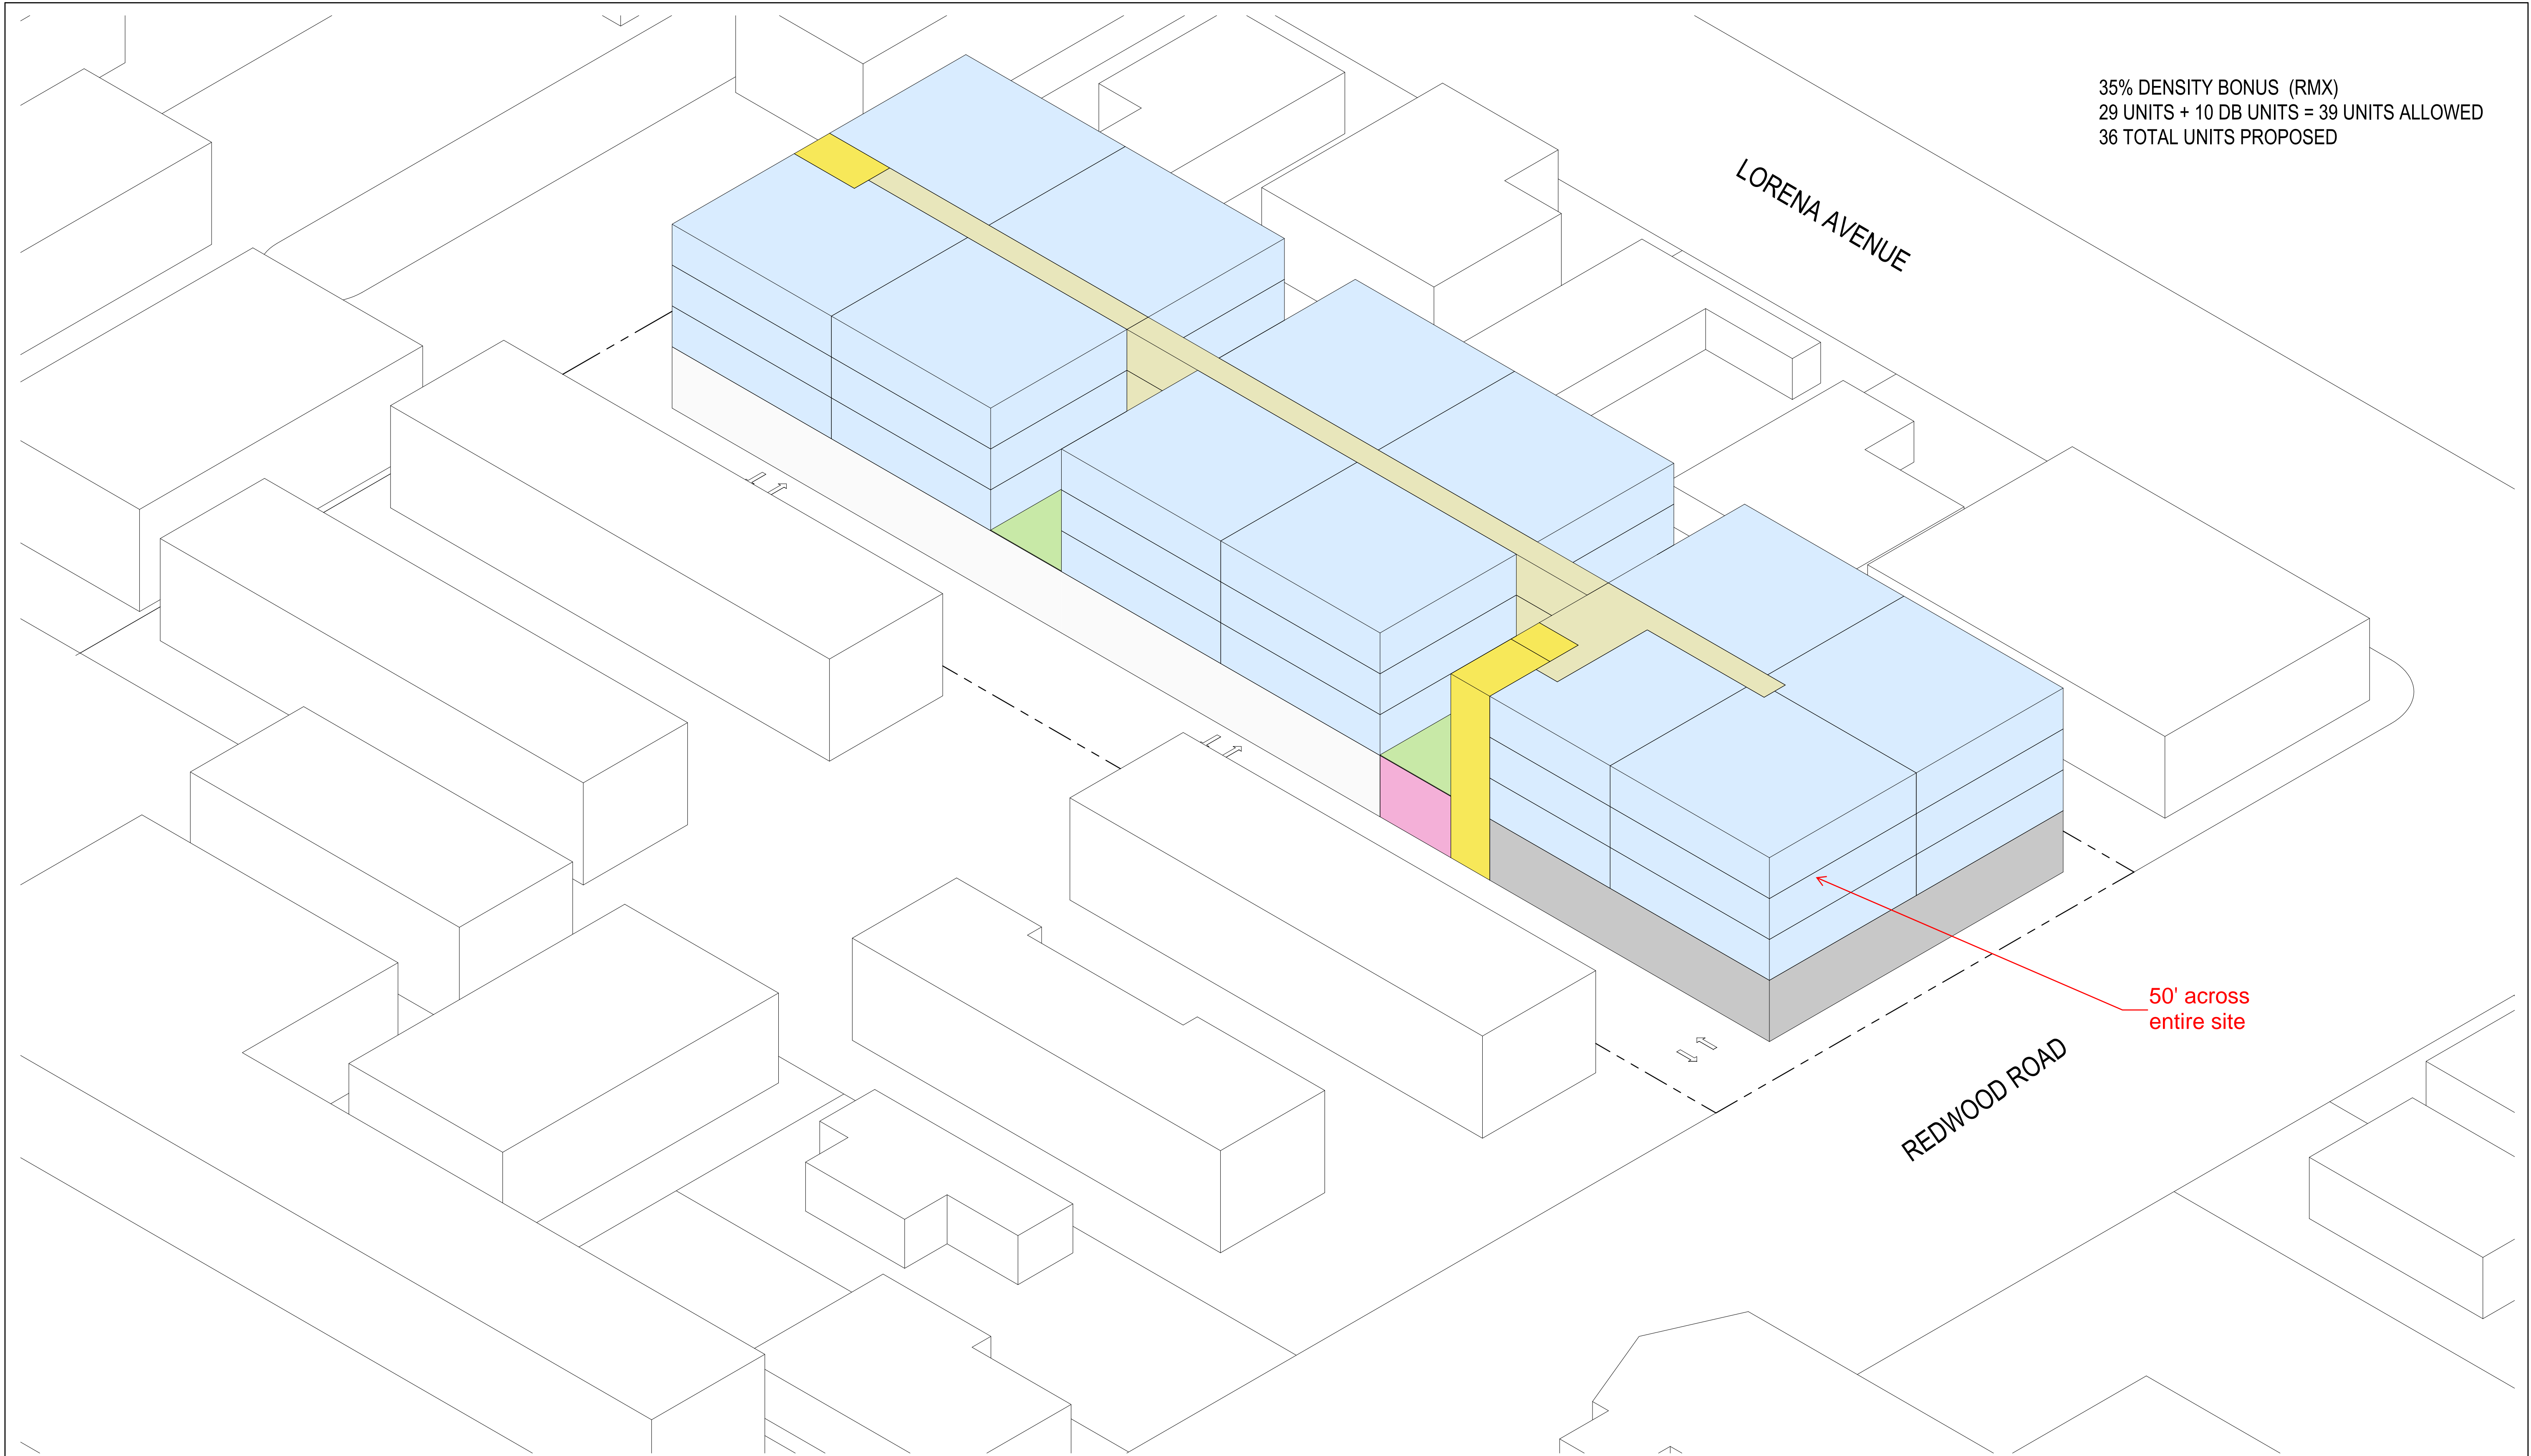 35% DENSITY BONUS (RMX)
29 UNITS + 10 DB UNITS = 39 UNITS ALLOWED
36 TOTAL UNITS PROPOSED
LORENA AVENUE
50' across
entire site
REDWOOD ROAD